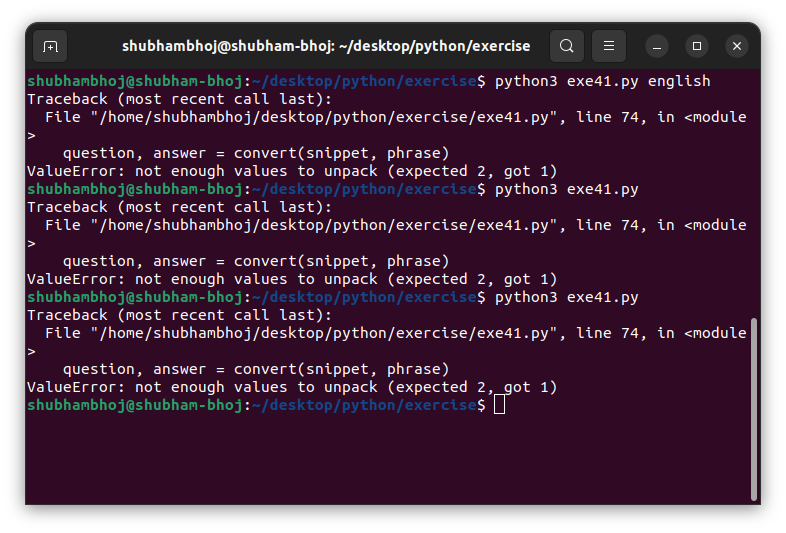 shubhambhoj@shubham-bhoj: ~/desktop/python/exercise
shubhambhoj@shubham-bhoj:~/desktop/python/exercise$ python3 exe41.py english
Traceback (most recent call last):
  File "/home/shubhambhoj/desktop/python/exercise/exe41.py", line 74, in <module
>
    question, answer = convert(snippet, phrase)
ValueError: not enough values to unpack (expected 2, got 1)
shubhambhoj@shubham-bhoj:~/desktop/python/exercise$ python3 exe41.py
Traceback (most recent call last):
  File "/home/shubhambhoj/desktop/python/exercise/exe41.py", line 74, in <module
>
    question, answer = convert(snippet, phrase)
ValueError: not enough values to unpack (expected 2, got 1)
shubhambhoj@shubham-bhoj:~/desktop/python/exercise$ python3 exe41.py
Traceback (most recent call last):
  File "/home/shubhambhoj/desktop/python/exercise/exe41.py", line 74, in <module
>
    question, answer = convert(snippet, phrase)
ValueError: not enough values to unpack (expected 2, got 1)
shubhambhoj@shubham-bhoj:~/desktop/python/exercise$